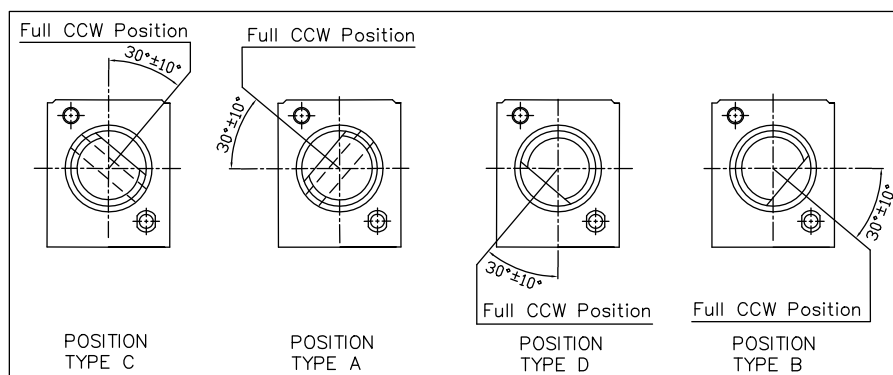 Full CCW Position
30°±10°
POSITION
TYPE C
Full CCW Position
30°±10°
POSITION
TYPE A
30°±10°
Full CCW Position
POSITION
TYPE D
30°±10°
Full CCW Position
POSITION
TYPE B